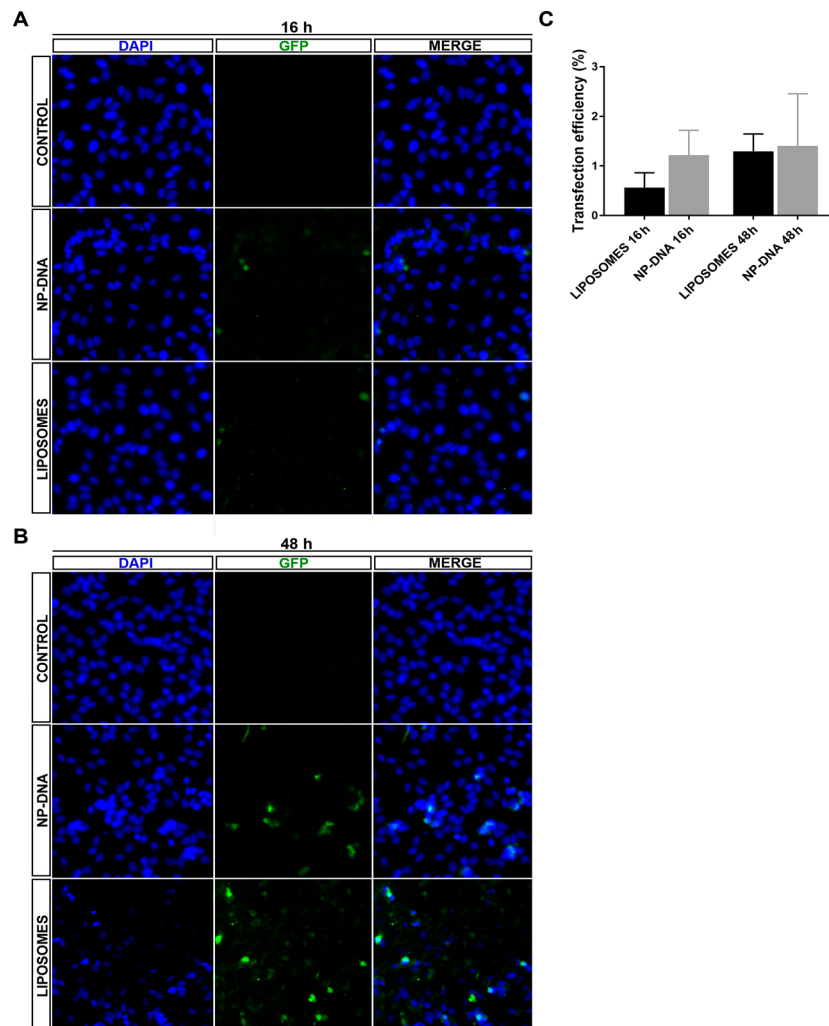 A
16 h
DAPI GFP MERGE
CONTROL
NP-DNA
LIPOSOMES
B
48 h
DAPI GFP MERGE
CONTROL
NP-DNA
LIPOSOMES
C
Transfection efficiency (%)
3
2
1
0
LIPOSOMES 16h
NP-DNA 16h
LIPOSOMES 48h
NP-DNA 48h